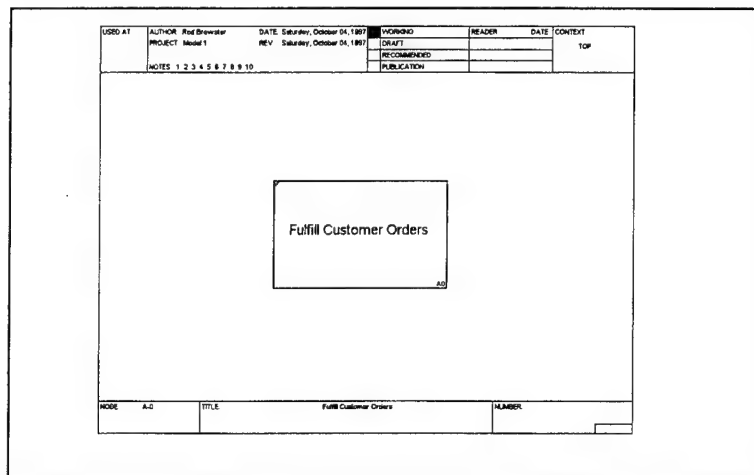 USED AT AUTHOR Rod Brewster DATE Saturday, October 04, 1997 WORKING READER DATE CONTEXT
PROJECT Model 1 REV Saturday, October 04, 1997 DRAFT TOP
RECOMMENDED
NOTES 1 2 3 4 5 6 7 8 9 10 PUBLICATION
Fulfill Customer Orders
A0
NODE A-0 TITLE Fulfill Customer Orders NUMBER